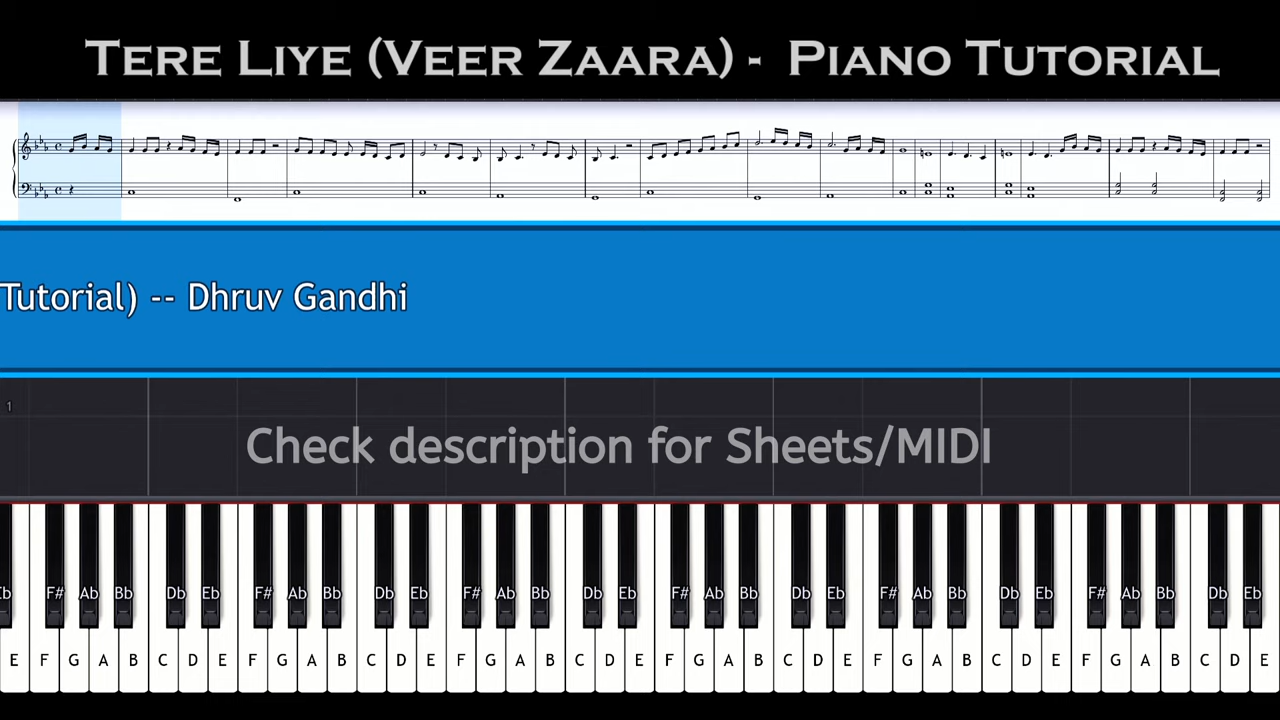 Tere Liye (Veer Zaara) - Piano Tutorial
Tutorial) -- Dhruv Gandhi
1
Check description for Sheets/MIDI
Eb F# Ab Bb Db Eb F# Ab Bb Db Eb F# Ab Bb Db Eb F# Ab Bb Db Eb F# Ab Bb Db Eb F# Ab Bb Db Eb
E F G A B C D E F G A B C D E F G A B C D E F G A B C D E F G A B C D E F G A B C D E